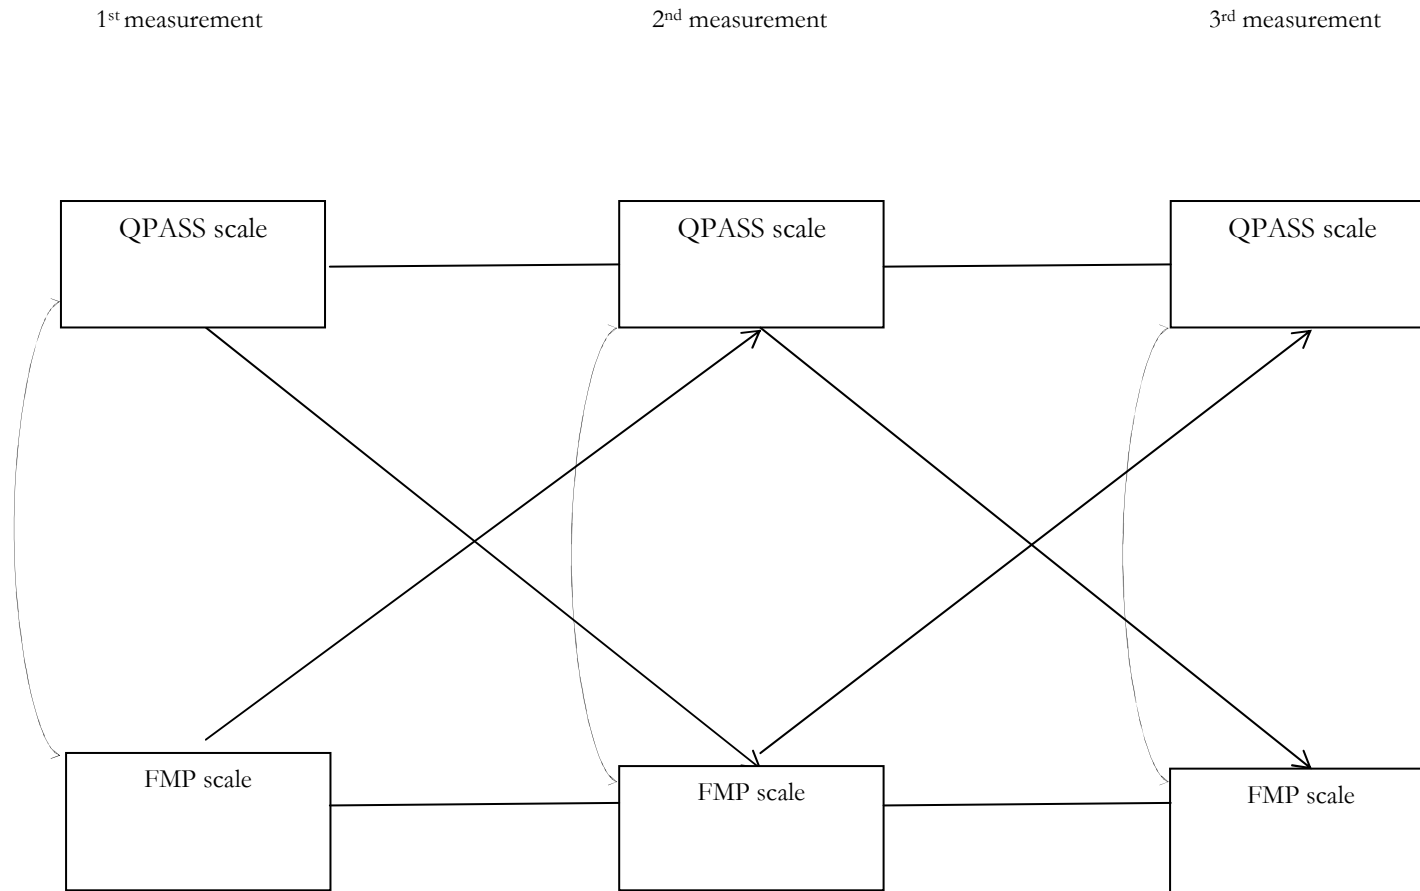 1st measurement 2nd measurement 3rd measurement
QPASS scale QPASS scale QPASS scale
FMP scale FMP scale FMP scale